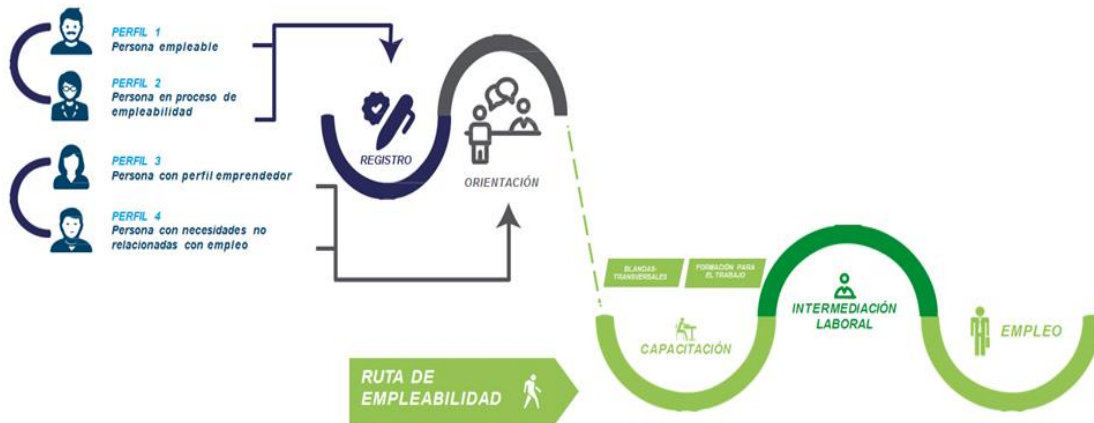 PERFIL 1
Persona empleable
PERFIL 2
Persona en proceso de
empleabilidad
PERFIL 3
Persona con perfil emprendedor
PERFIL 4
Persona con necesidades no
relacionadas con empleo
REGISTRO
ORIENTACIÓN
BLANDAS-
TRANSVERSALES
FORMACIÓN PARA
EL TRABAJO
CAPACITACIÓN
INTERMEDIACIÓN
LABORAL
EMPLEO
RUTA DE
EMPLEABILIDAD